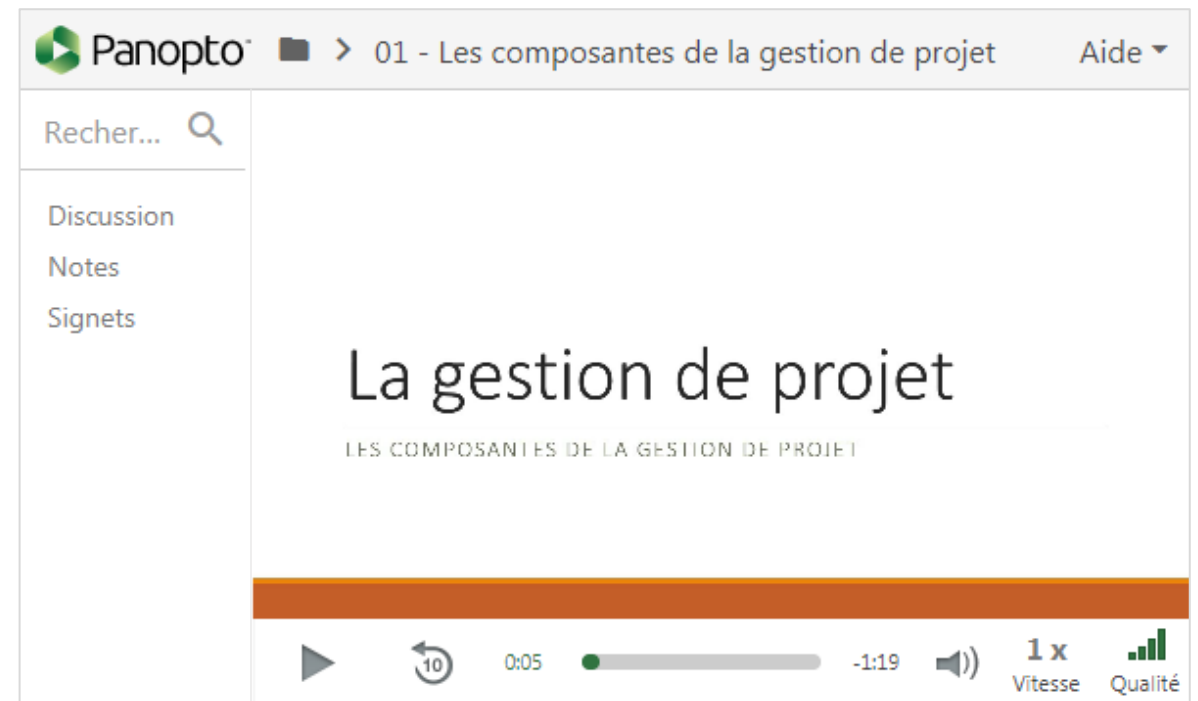 Panopto 01 - Les composantes de la gestion de projet Aide
Recher...
Discussion
Notes
Signets
La gestion de projet
LES COMPOSANTES DE LA GESTION DE PROJET
10 0:05 -1:19 1 x
Vitesse Qualité